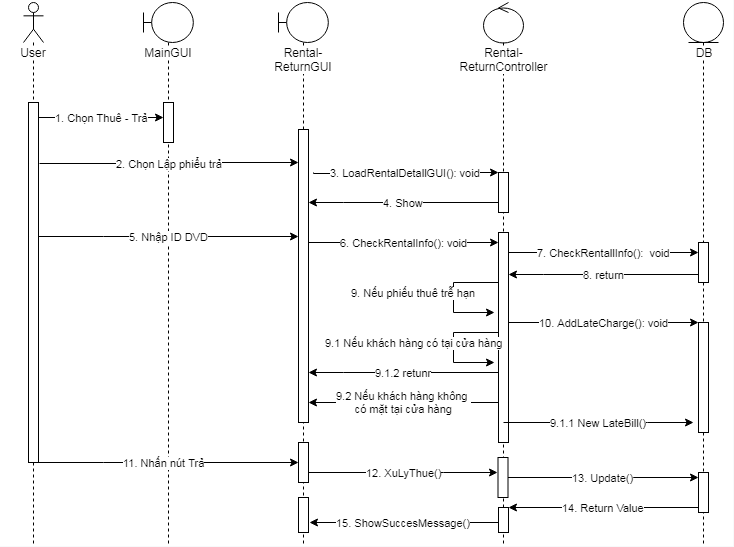 User
MainGUI
Rental-
ReturnGUI
Rental-
ReturnController
DB
1. Chọn Thuê - Trả
2. Chọn Lập phiếu trả
3. LoadRentalDetailGUI(): void
4. Show
5. Nhập ID DVD
6. CheckRentalInfo(): void
7. CheckRentalInfo(): void
8. return
9. Nếu phiếu thuê trễ hạn
10. AddLateCharge(): void
9.1 Nếu khách hàng có tại cửa hàng
9.1.2 retunr
9.2 Nếu khách hàng không
có mặt tại cửa hàng
9.1.1 New LateBill()
11. Nhấn nút Trả
12. XuLyThue()
13. Update()
14. Return Value
15. ShowSuccesMessage()